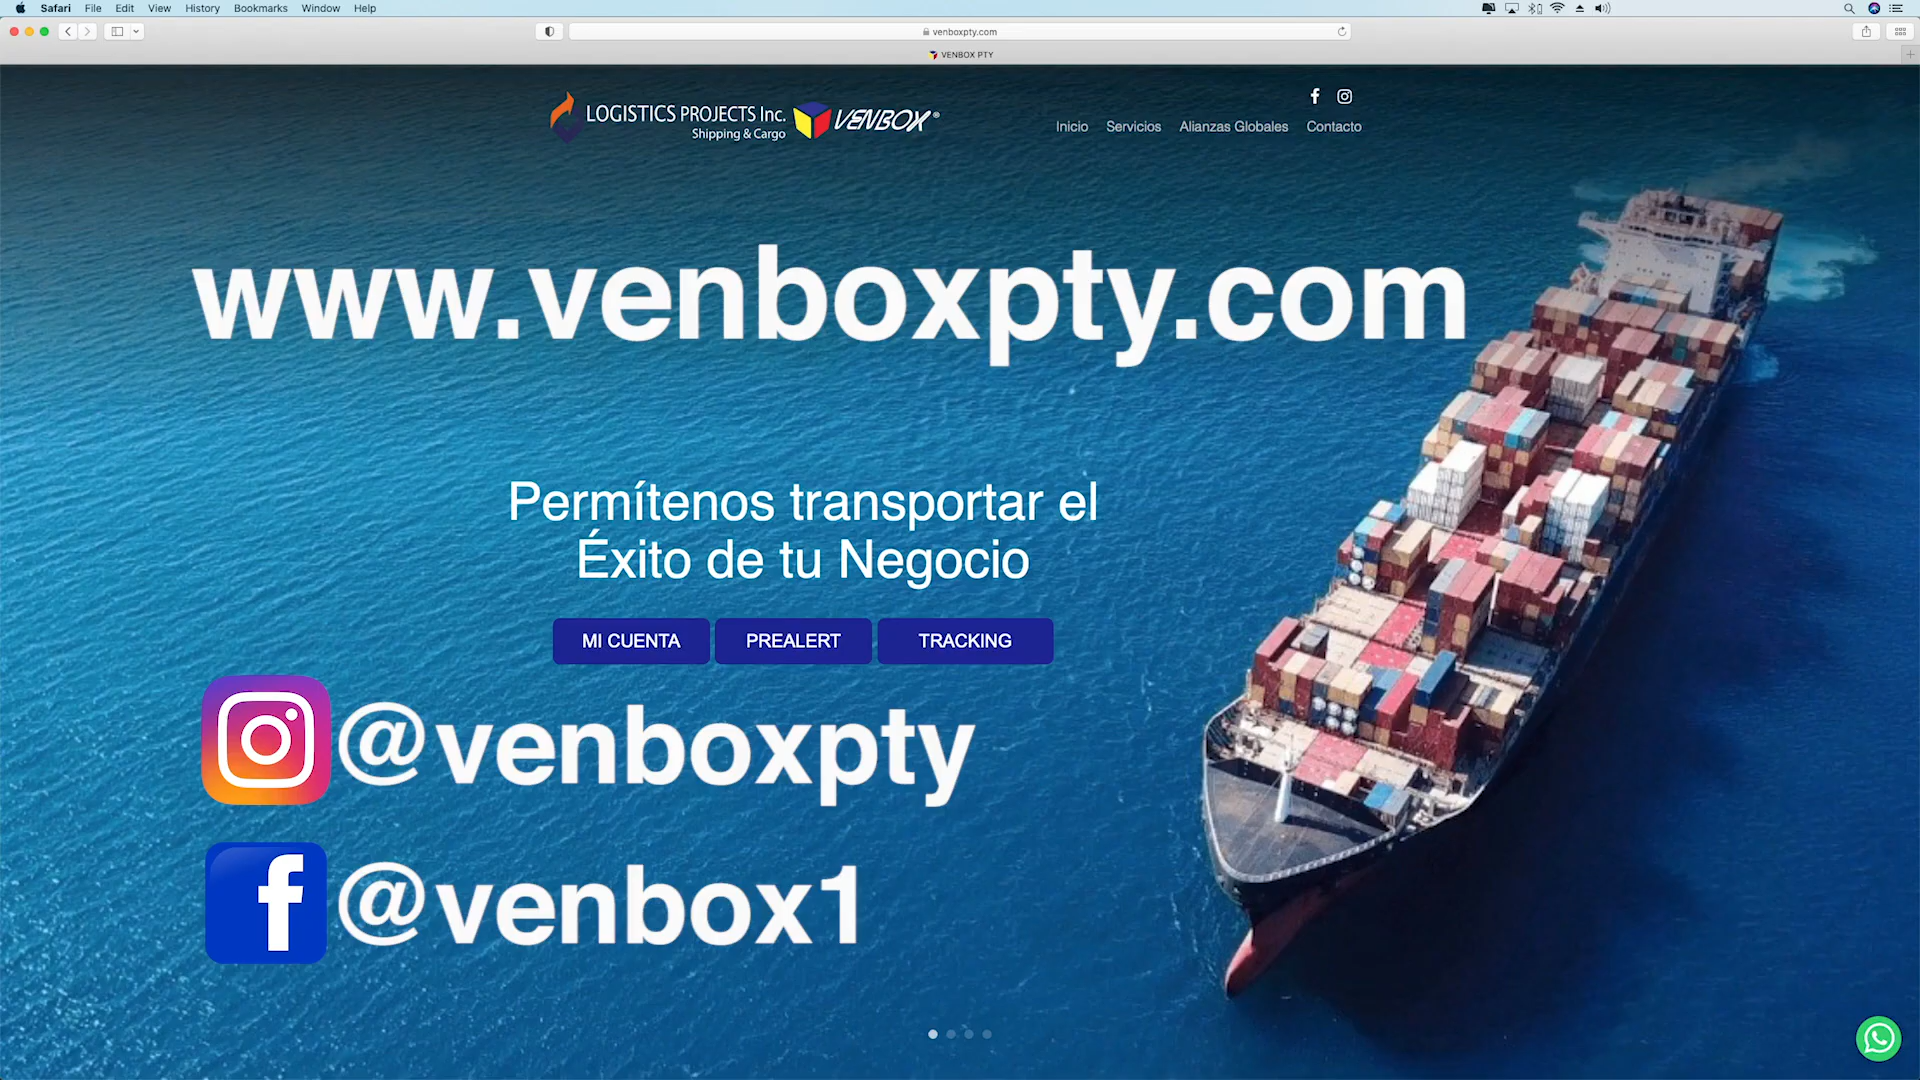 Safari File Edit View History Bookmarks Window Help
venboxpty.com
VENBOX PTY
LOGISTICS PROJECTS Inc.
Shipping & Cargo
VENBOX®
Inicio Servicios Alianzas Globales Contacto
www.venboxpty.com
Permítenos transportar el
Éxito de tu Negocio
MI CUENTA PREALERT TRACKING
@venboxpty
@venbox1